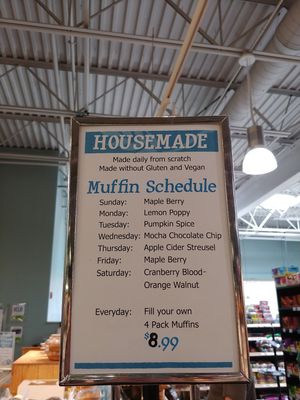 HOUSEMADE
Made daily from scratch
Made without Gluten and Vegan
Muffin Schedule
Sunday: Maple Berry
Monday: Lemon Poppy
Tuesday: Pumpkin Spice
Wednesday: Mocha Chocolate Chip
Thursday: Apple Cider Streusel
Friday: Maple Berry
Saturday: Cranberry Blood-
Orange Walnut
Everyday: Fill your own
4 Pack Muffins
$8.99